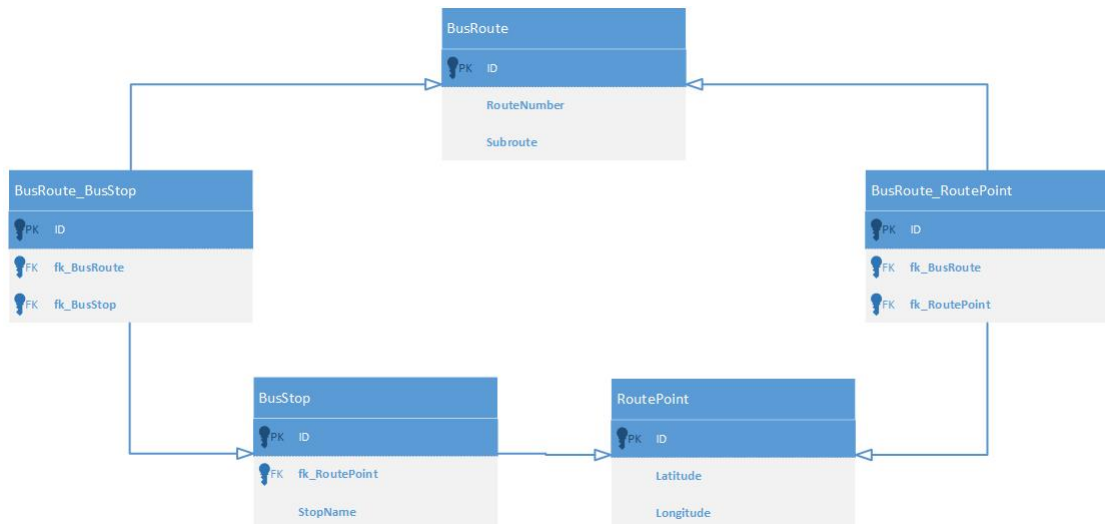 BusRoute
PK ID
RouteNumber
Subroute
BusRoute_BusStop
PK ID
FK fk_BusRoute
FK fk_BusStop
BusRoute_RoutePoint
PK ID
FK fk_BusRoute
FK fk_RoutePoint
BusStop
PK ID
FK fk_RoutePoint
StopName
RoutePoint
PK ID
Latitude
Longitude